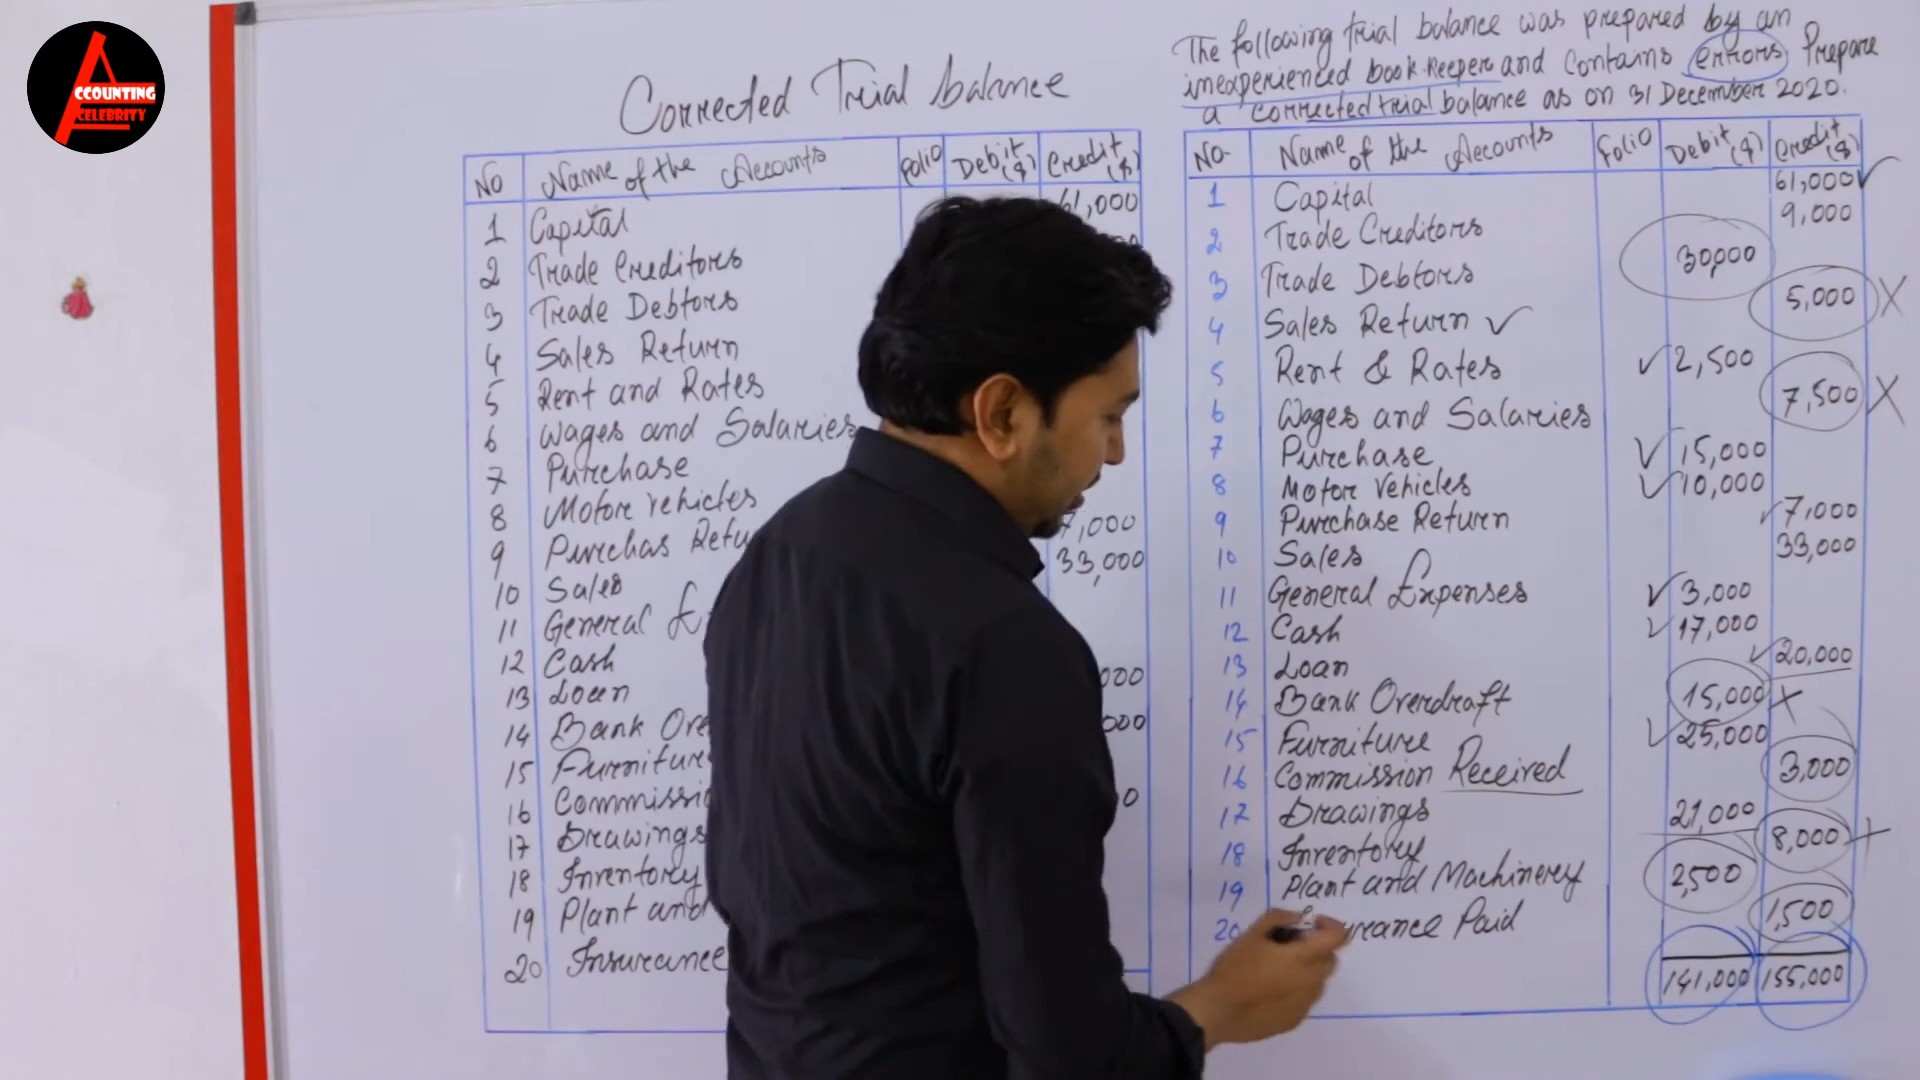 ACCOUNTING
CELEBRITY
The following trial balance was prepared by an
inexperienced book-keeper and contains errors Prepare
a corrected trial balance as on 31 December 2020.
Corrected Trial balance
No Name of the Accounts Folio Debit ($) Credit ($)
1 Capital 61,000
2 Trade Creditors
3 Trade Debtors
4 Sales Return
5 Rent and Rates
6 Wages and Salaries
7 Purchase
8 Motor vehicles
9 Purchas Retu 7,000
10 Sales 33,000
11 General
12 Cash
13 Loan 000
14 Bank Ove 000
15 Furniture
16 Commissio 0
17 Drawings
18 Inventory
19 Plant and
20 Insurance
No. Name of the Accounts Folio Debit ($) Credit ($)
1 Capital 61,000
2 Trade Creditors 9,000
3 Trade Debtors 30,000
4 Sales Return 5,000
5 Rent & Rates 2,500
6 Wages and Salaries 7,500
7 Purchase 15,000
8 Motor Vehicles 10,000
9 Purchase Return 7,000
10 Sales 33,000
11 General Expenses 3,000
12 Cash 17,000
13 Loan 20,000
14 Bank Overdraft 15,000
15 Furniture 25,000
16 Commission Received 3,000
17 Drawings 21,000
18 Inventory 8,000
19 Plant and Machinery 2,500
20 urance Paid 1,500
141,000 155,000